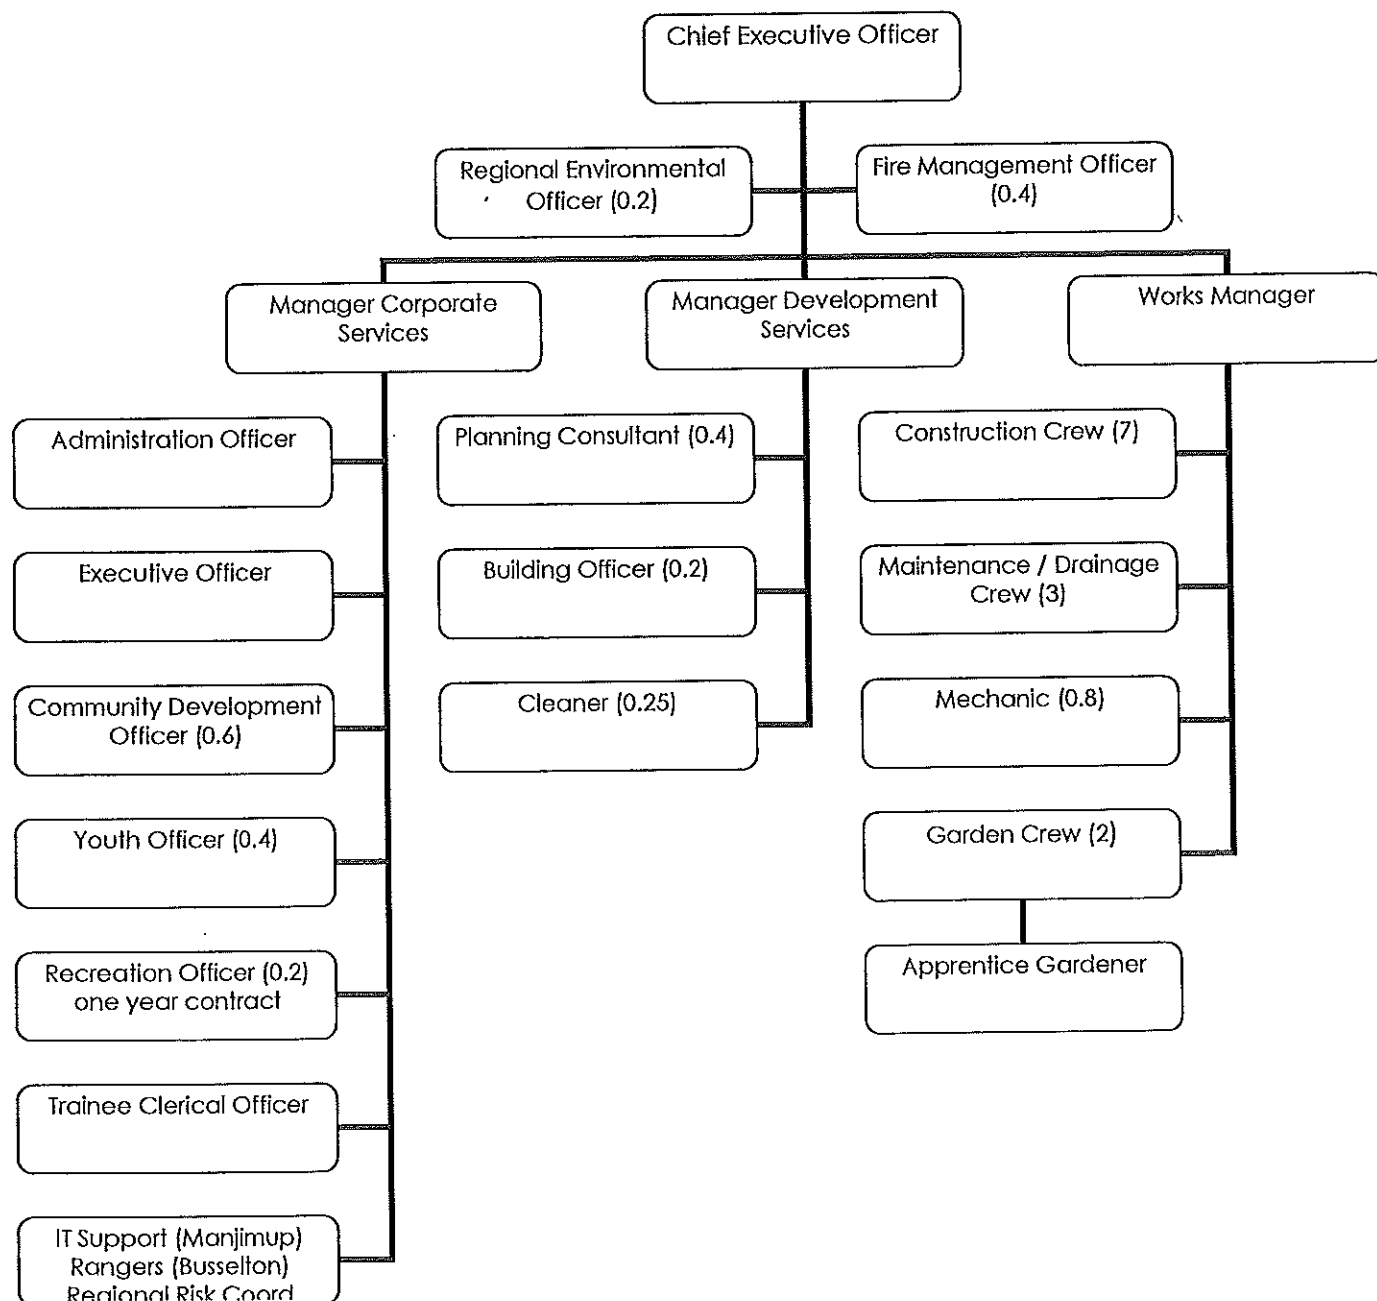 Chief Executive Officer
Regional Environmental
Officer (0.2)
Fire Management Officer
(0.4)
Manager Corporate
Services
Manager Development
Services
Works Manager
Administration Officer
Executive Officer
Community Development
Officer (0.6)
Youth Officer (0.4)
Recreation Officer (0.2)
one year contract
Trainee Clerical Officer
IT Support (Manjimup)
Rangers (Busselton)
Regional Risk Coord
Planning Consultant (0.4)
Building Officer (0.2)
Cleaner (0.25)
Construction Crew (7)
Maintenance / Drainage
Crew (3)
Mechanic (0.8)
Garden Crew (2)
Apprentice Gardener